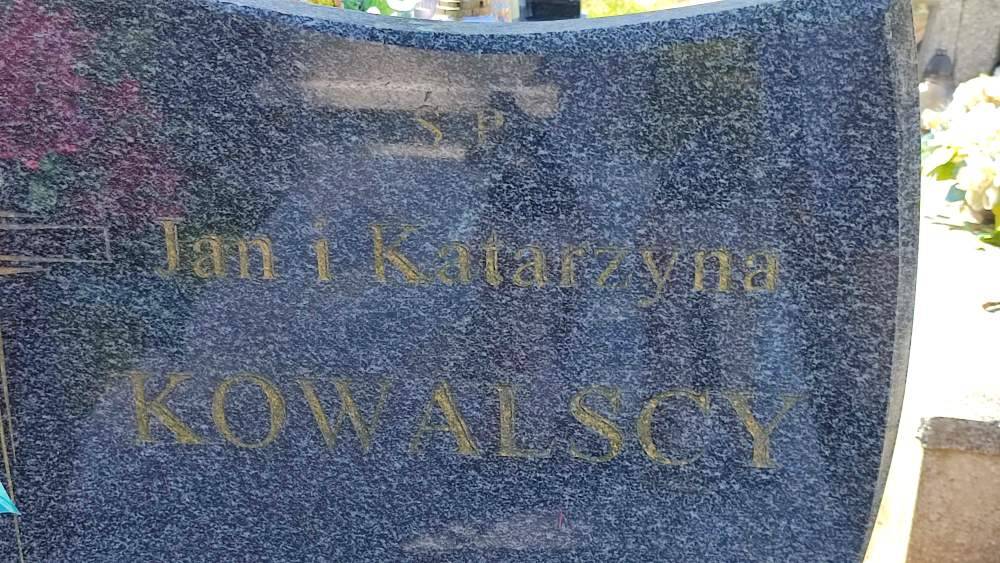 Ś P
Jan i Katarzyna
KOWALSCY